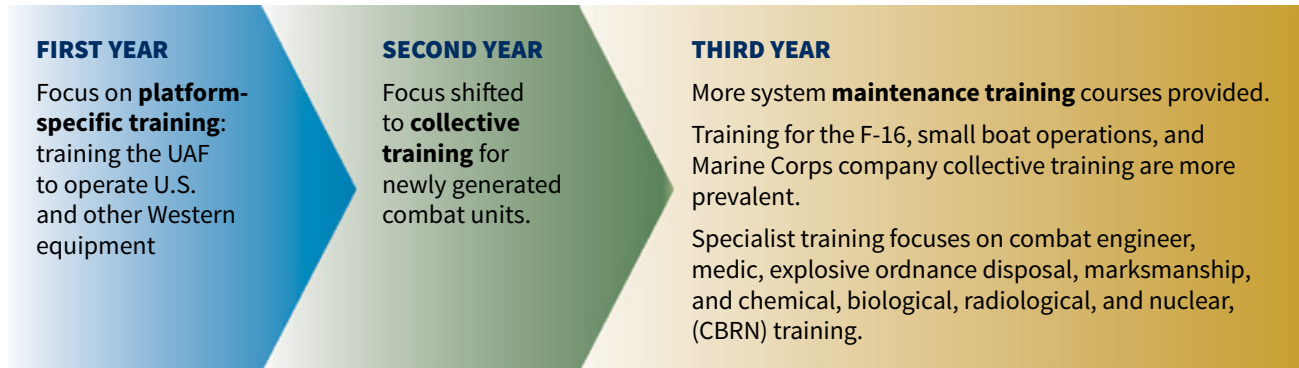 FIRST YEAR
Focus on platform-
specific training:
training the UAF
to operate U.S.
and other Western
equipment
SECOND YEAR
Focus shifted
to collective
training for
newly generated
combat units.
THIRD YEAR
More system maintenance training courses provided.
Training for the F-16, small boat operations, and
Marine Corps company collective training are more
prevalent.
Specialist training focuses on combat engineer,
medic, explosive ordnance disposal, marksmanship,
and chemical, biological, radiological, and nuclear,
(CBRN) training.